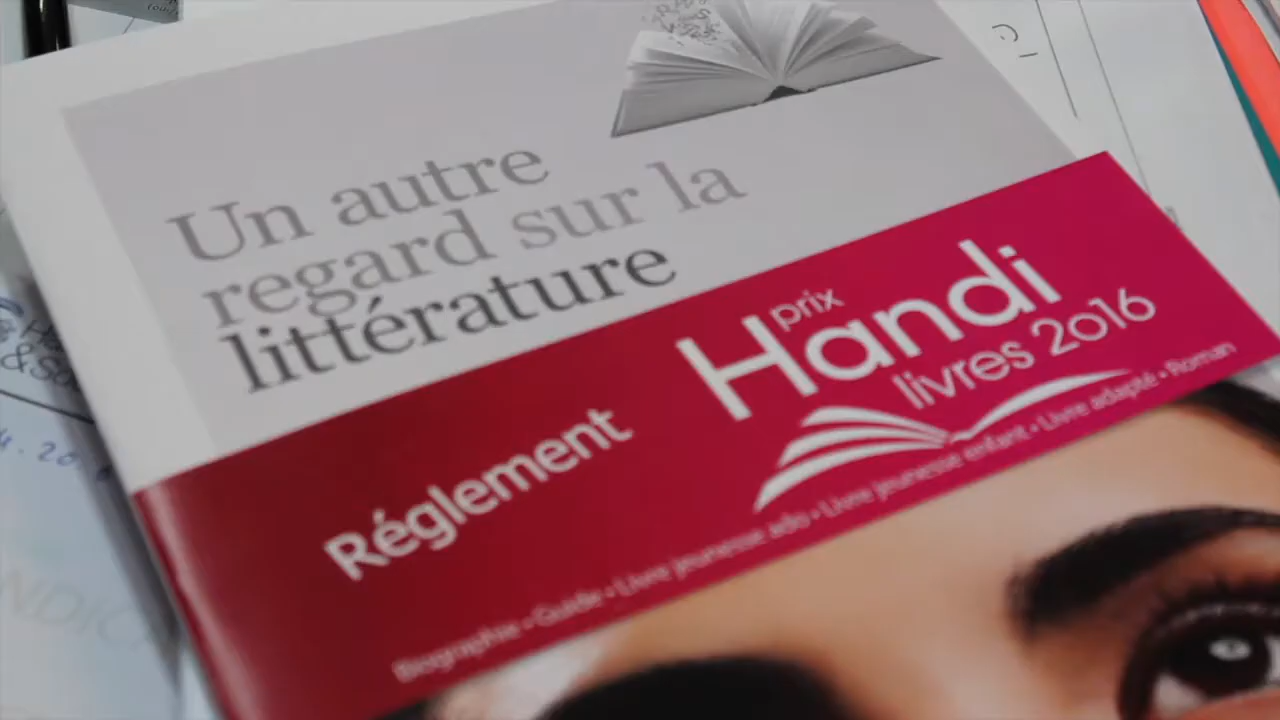 Un autre
regard sur la
littérature
prix
Handi
livres 2016
Réglement
Biographie • Guide • Livre jeunesse ado • Livre jeunesse enfant • Livre adapté • Roman